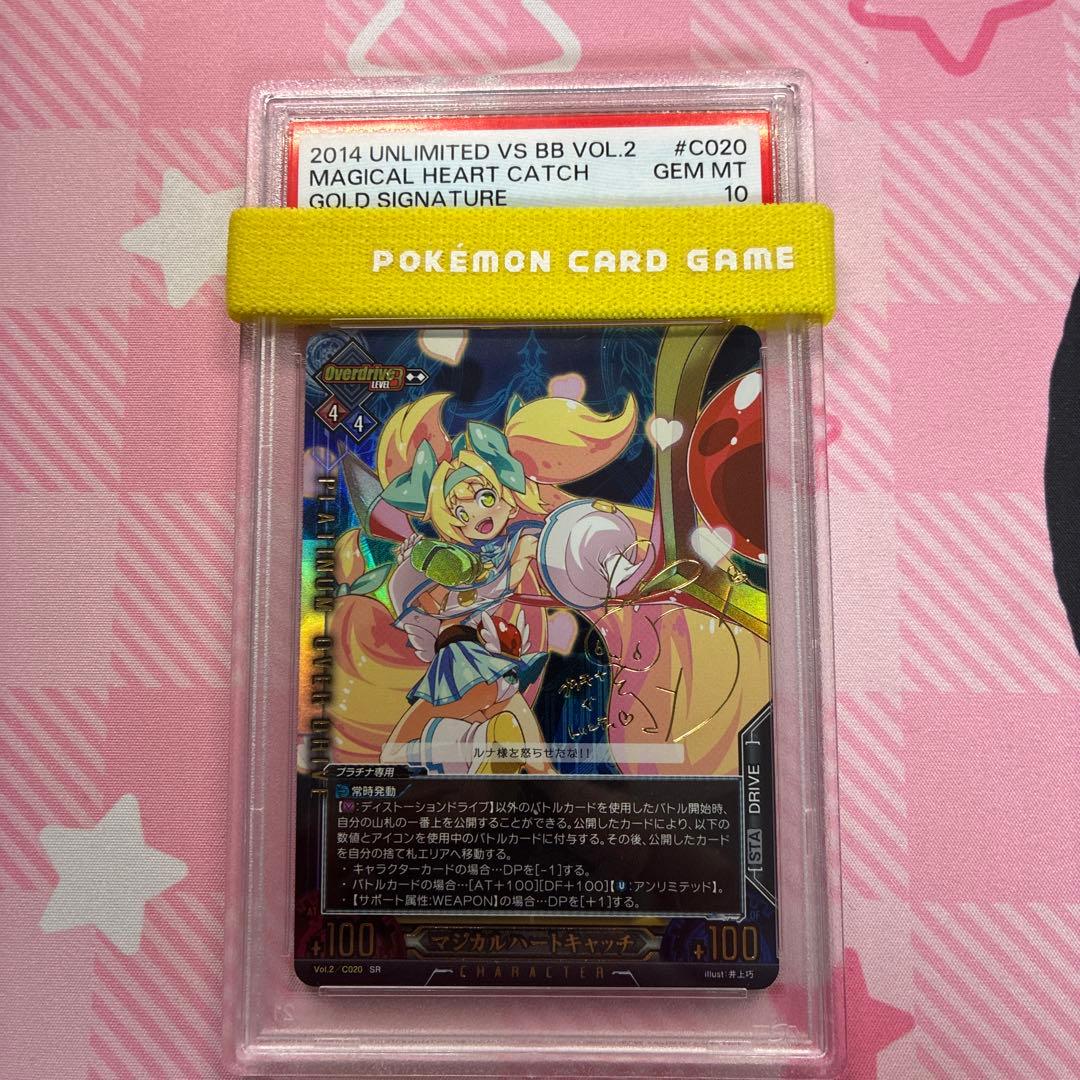 2014 UNLIMITED VS BB VOL.2 #C020
MAGICAL HEART CATCH GEM MT
GOLD SIGNATURE 10
POKÉMON CARD GAME
Overdrive
LEVEL 3
4
4
PLATINUM OVER DRIVE
ルナ様を怒らせたな!!
プラチナ専用
常時発動
【:ディストーションドライブ】以外のバトルカードを使用したバトル開始時、
自分の山札の一番上を公開することができる。公開したカードにより、以下の
数値とアイコンを使用中のバトルカードに付与する。その後、公開したカード
を自分の捨て札エリアへ移動する。
・キャラクターカードの場合…DPを[-1]する。
・バトルカードの場合…[AT+100][DF+100]【U:アンリミテッド】。
・【サポート属性:WEAPON】の場合…DPを[+1]する。
[STA] DRIVE ]
AT
+100
マジカルハートキャッチ
DF
+100
CHARACTER
Vol.2/C020 SR
illust:井上巧